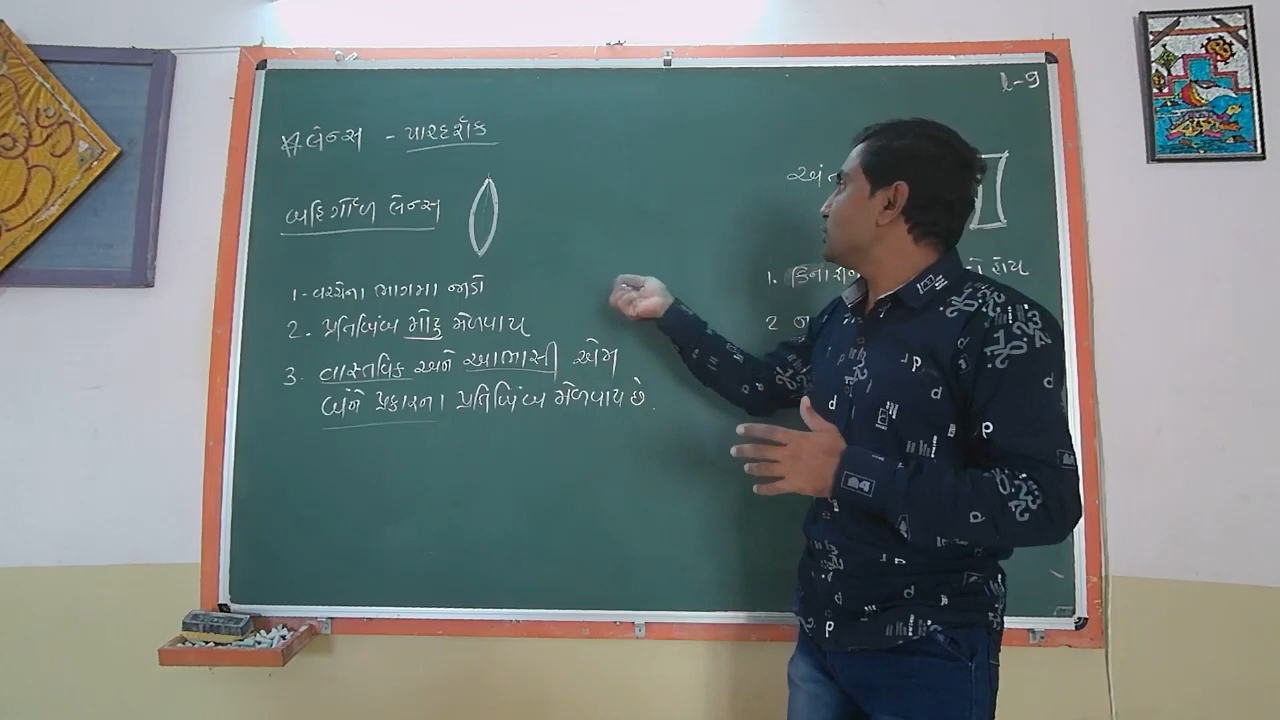 L-9
* લેન્સ - પારદર્શક
બહિર્ગોળ લેન્સ
1 - વચ્ચેના ભાગમા જાડો
2. પ્રતિબિંબ મોટુ મેળવાય
3. વાસ્તવિક અને આભાસી એમ
બંને પ્રકારના પ્રતિબિંબ મેળવાય છે.
1. કિનારીન હોય
2